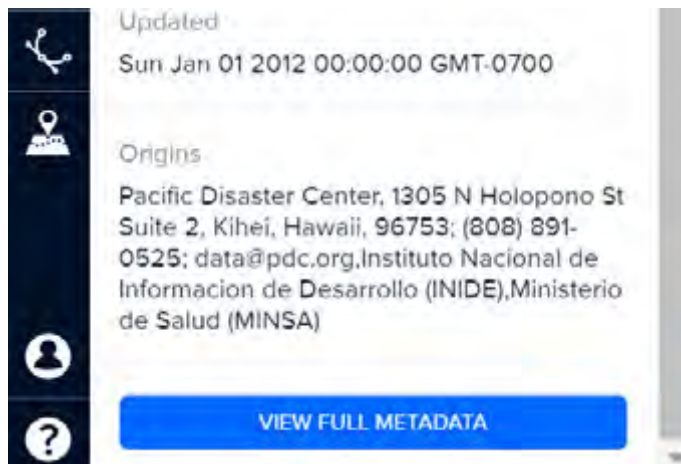 Updated
Sun Jan 01 2012 00:00:00 GMT-0700
Origins
Pacific Disaster Center, 1305 N Holopono St
Suite 2, Kihei, Hawaii, 96753; (808) 891-
0525; data@pdc.org,Instituto Nacional de
Informacion de Desarrollo (INIDE),Ministerio
de Salud (MINSA)
VIEW FULL METADATA
?